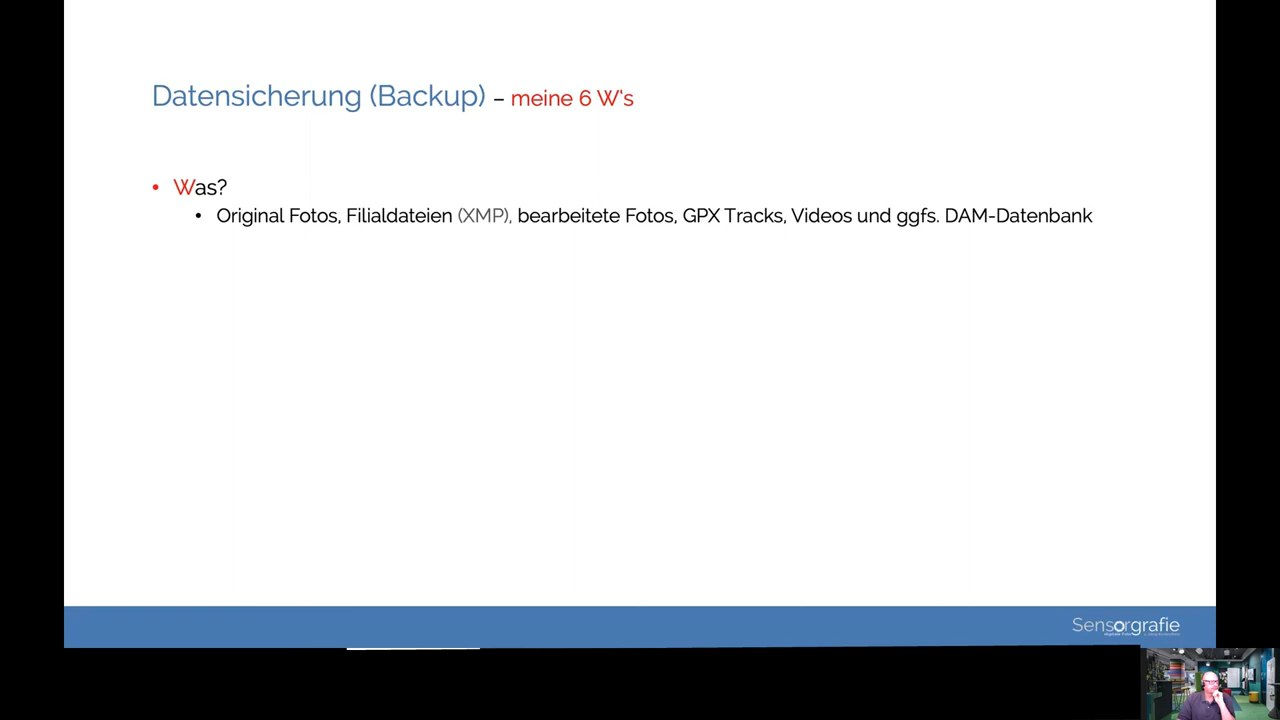 Datensicherung (Backup) – meine 6 W's
• Was?
• Original Fotos, Filialdateien (XMP), bearbeitete Fotos, GPX Tracks, Videos und ggfs. DAM-Datenbank
Sensorgrafie